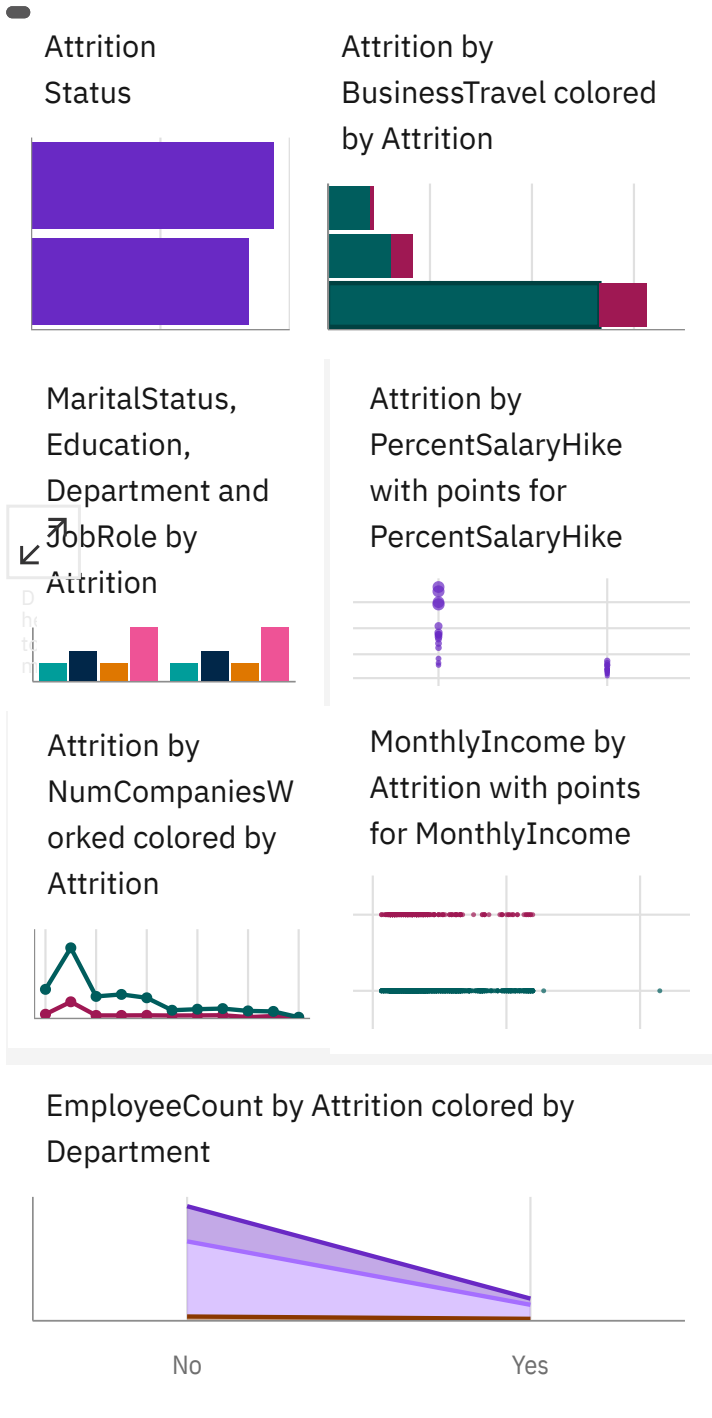 Attrition
Status
Attrition by
BusinessTravel colored
by Attrition
MaritalStatus,
Education,
Department and
JobRole by
Attrition
Attrition by
PercentSalaryHike
with points for
PercentSalaryHike
Attrition by
NumCompaniesW
orked colored by
Attrition
MonthlyIncome by
Attrition with points
for MonthlyIncome
EmployeeCount by Attrition colored by
Department
No
Yes